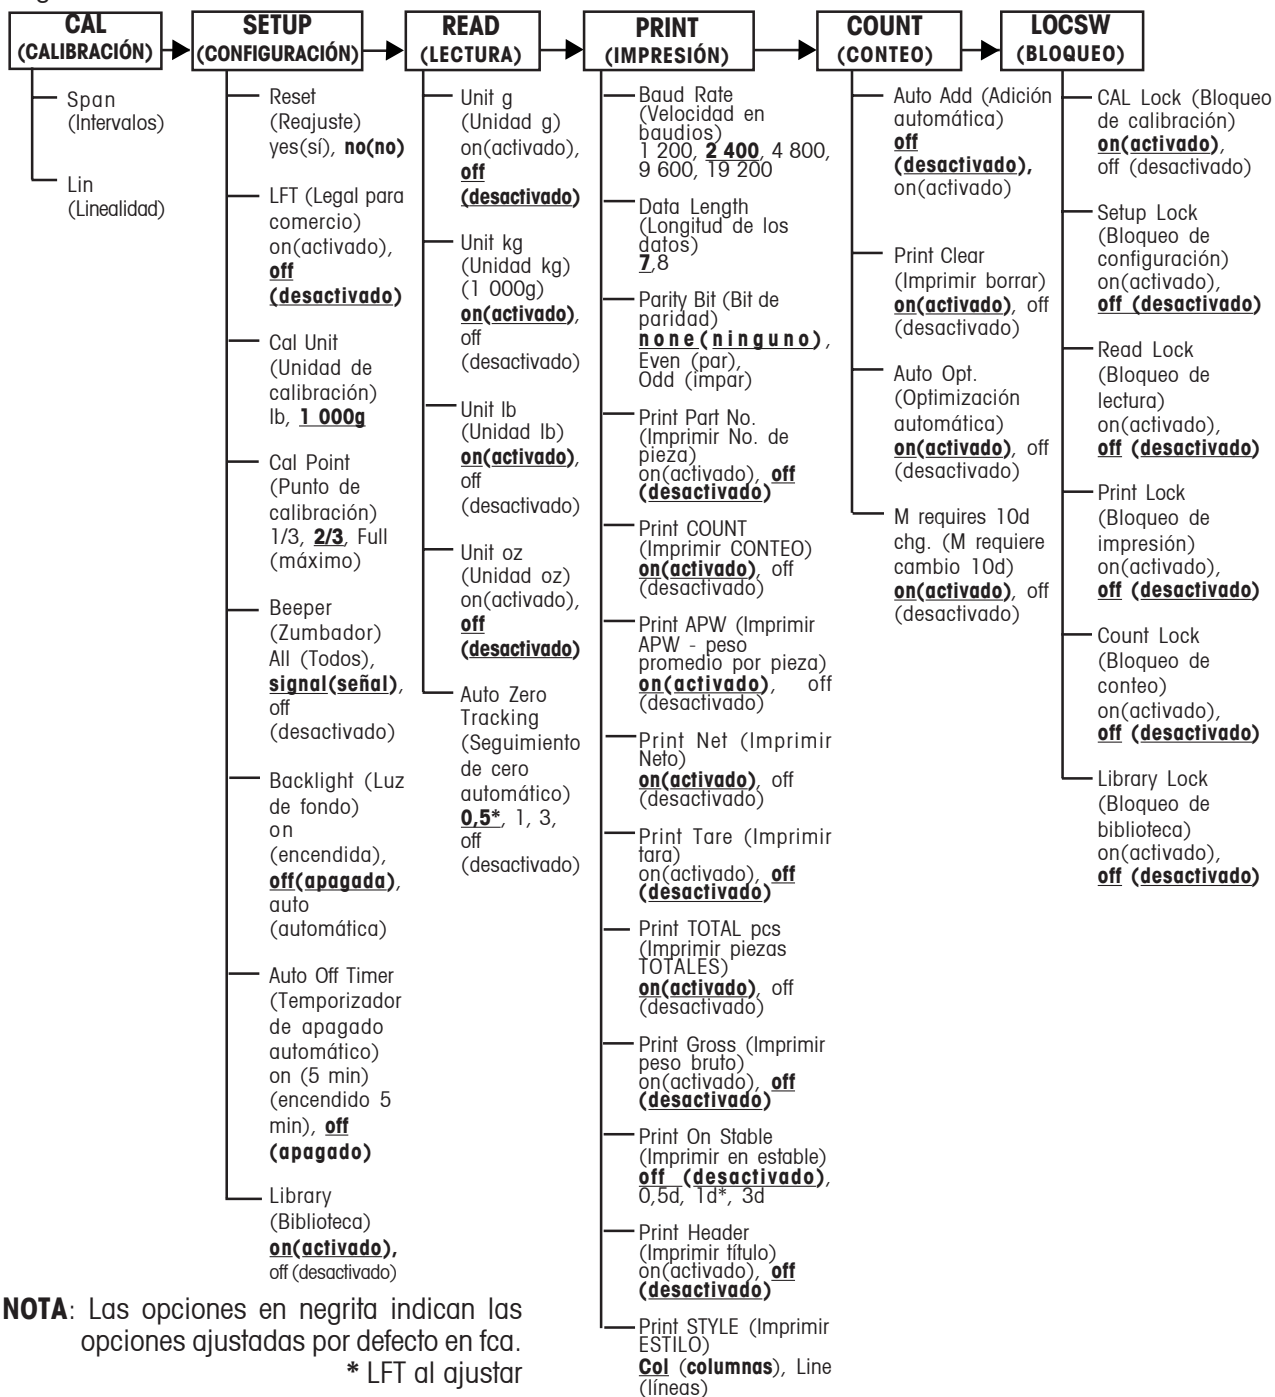 CAL
(CALIBRACIÓN)
SETUP
(CONFIGURACIÓN)
READ
(LECTURA)
PRINT
(IMPRESIÓN)
COUNT
(CONTEO)
LOCSW
(BLOQUEO)
Span
(Intervalos)
Lin
(Linealidad)
Reset
(Reajuste)
yes(sí), no(no)
LFT (Legal para
comercio)
on(activado),
off
(desactivado)
Cal Unit
(Unidad de
calibración)
lb, 1 000g
Cal Point
(Punto de
calibración)
1/3, 2/3, Full
(máximo)
Beeper
(Zumbador)
All (Todos),
signal(señal),
off
(desactivado)
Backlight (Luz
de fondo)
on
(encendida),
off(apagada),
auto
(automática)
Auto Off Timer
(Temporizador
de apagado
automático)
on (5 min)
(encendido 5
min), off
(apagado)
Library
(Biblioteca)
on(activado),
off (desactivado)
Unit g
(Unidad g)
on(activado),
off
(desactivado)
Unit kg
(Unidad kg)
(1 000g)
on(activado),
off
(desactivado)
Unit lb
(Unidad lb)
on(activado),
off
(desactivado)
Unit oz
(Unidad oz)
on(activado),
off
(desactivado)
Auto Zero
Tracking
(Seguimiento
de cero
automático)
0,5*, 1, 3,
off
(desactivado)
Baud Rate
(Velocidad en
baudios)
1 200, 2 400, 4 800,
9 600, 19 200
Data Length
(Longitud de los
datos)
7,8
Parity Bit (Bit de
paridad)
none(ninguno),
Even (par),
Odd (impar)
Print Part No.
(Imprimir No. de
pieza)
on(activado), off
(desactivado)
Print COUNT
(Imprimir CONTEO)
on(activado), off
(desactivado)
Print APW (Imprimir
APW - peso
promedio por pieza)
on(activado), off
(desactivado)
Print Net (Imprimir
Neto)
on(activado), off
(desactivado)
Print Tare (Imprimir
tara)
on(activado), off
(desactivado)
Print TOTAL pcs
(Imprimir piezas
TOTALES)
on(activado), off
(desactivado)
Print Gross (Imprimir
peso bruto)
on(activado), off
(desactivado)
Print On Stable
(Imprimir en estable)
off (desactivado),
0,5d, 1d*, 3d
Print Header
(Imprimir título)
on(activado), off
(desactivado)
Print STYLE (Imprimir
ESTILO)
Col (columnas), Line
(líneas)
Auto Add (Adición
automática)
off
(desactivado),
on(activado)
Print Clear
(Imprimir borrar)
on(activado), off
(desactivado)
Auto Opt.
(Optimización
automática)
on(activado), off
(desactivado)
M requires 10d
chg. (M requiere
cambio 10d)
on(activado), off
(desactivado)
CAL Lock (Bloqueo
de calibración)
on(activado),
off (desactivado)
Setup Lock
(Bloqueo de
configuración)
on(activado),
off (desactivado)
Read Lock
(Bloqueo de
lectura)
on(activado),
off (desactivado)
Print Lock
(Bloqueo de
impresión)
on(activado),
off (desactivado)
Count Lock
(Bloqueo de
conteo)
on(activado),
off (desactivado)
Library Lock
(Bloqueo de
biblioteca)
on(activado),
off (desactivado)
NOTA: Las opciones en negrita indican las
opciones ajustadas por defecto en fca.
* LFT al ajustar